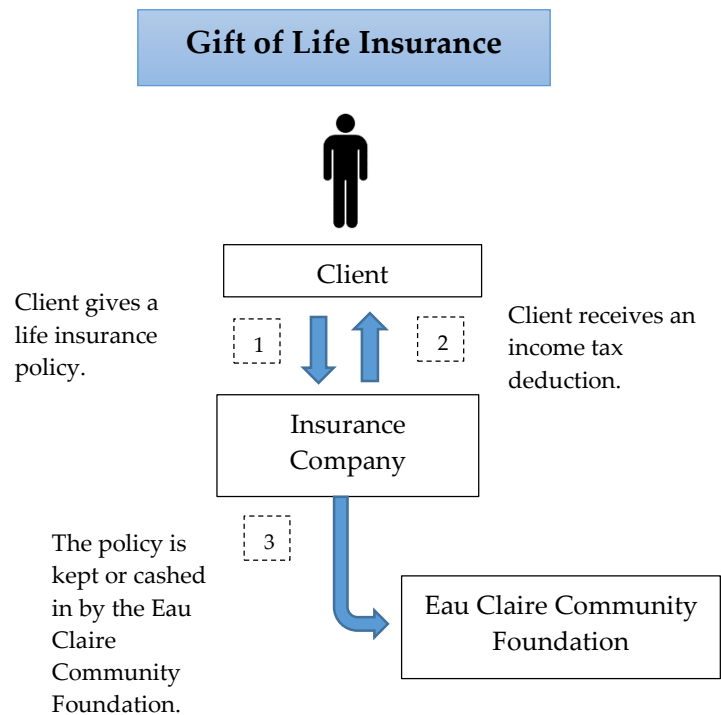 Gift of Life Insurance
Client
Client gives a
life insurance
policy.
1
2
Client receives an
income tax
deduction.
Insurance
Company
3
The policy is
kept or cashed
in by the Eau
Claire
Community
Foundation.
Eau Claire Community
Foundation